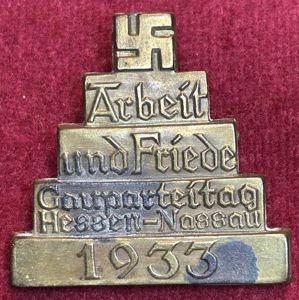 Arbeit
und Friede
Gauparteitag
Hessen-Nassau
1933